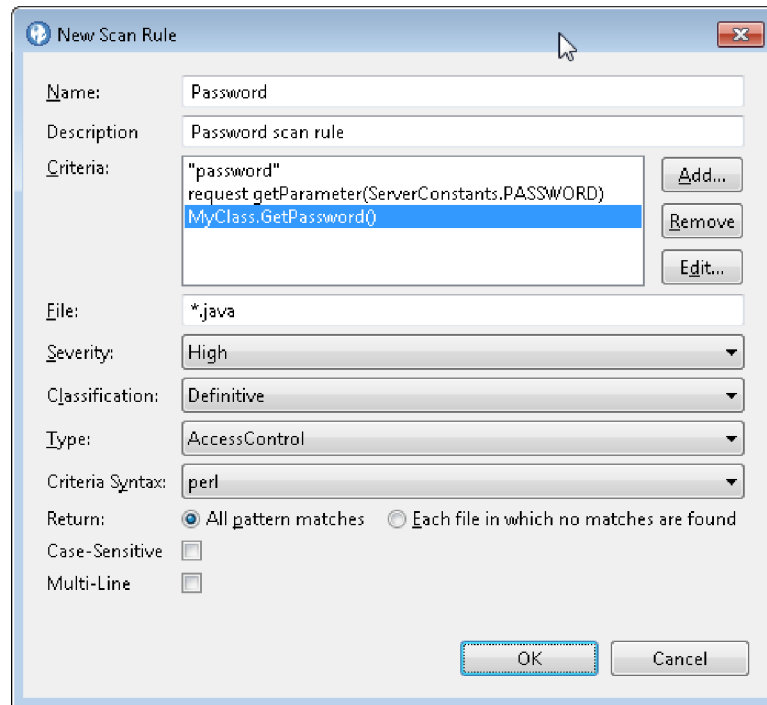 New Scan Rule
Name: Password
Description Password scan rule
Criteria: "password"
request getParameter(ServerConstants.PASSWORD)
MyClass.GetPassword()
Add...
Remove
Edit...
File: *.java
Severity: High
Classification: Definitive
Type: AccessControl
Criteria Syntax: perl
Return: All pattern matches Each file in which no matches are found
Case-Sensitive
Multi-Line
OK Cancel